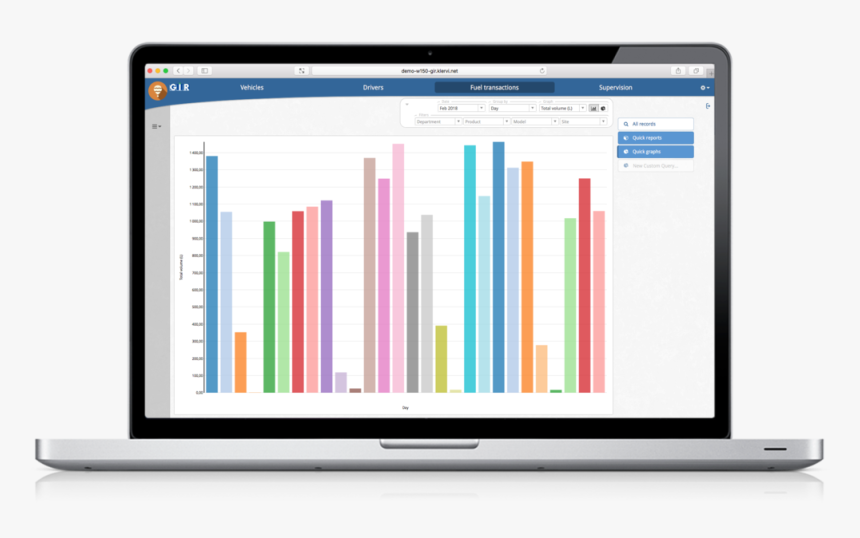 demo-w150-gir.klervi.net
GIR
Vehicles
Drivers
Fuel transactions
Supervision
Feb 2018
Day
Total volume (L)
Department
Product
Model
Site
All records
Quick reports
Quick graphs
New Custom Query...
1 400,00
1 300,00
1 200,00
1 100,00
1 000,00
900,00
800,00
700,00
600,00
500,00
400,00
300,00
200,00
100,00
0,00
Total volume (L)
Day